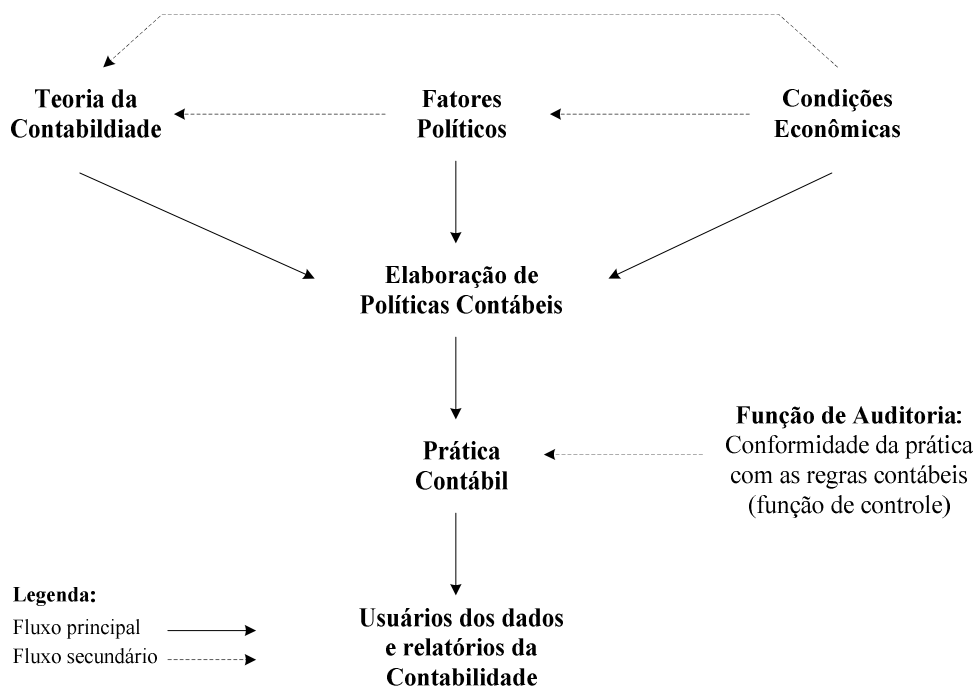 Teoria da
Contabildiade
Fatores
Políticos
Condições
Econômicas
Elaboração de
Políticas Contábeis
Prática
Contábil
Função de Auditoria:
Conformidade da prática
com as regras contábeis
(função de controle)
Usuários dos dados
e relatórios da
Contabilidade
Legenda:
Fluxo principal
Fluxo secundário